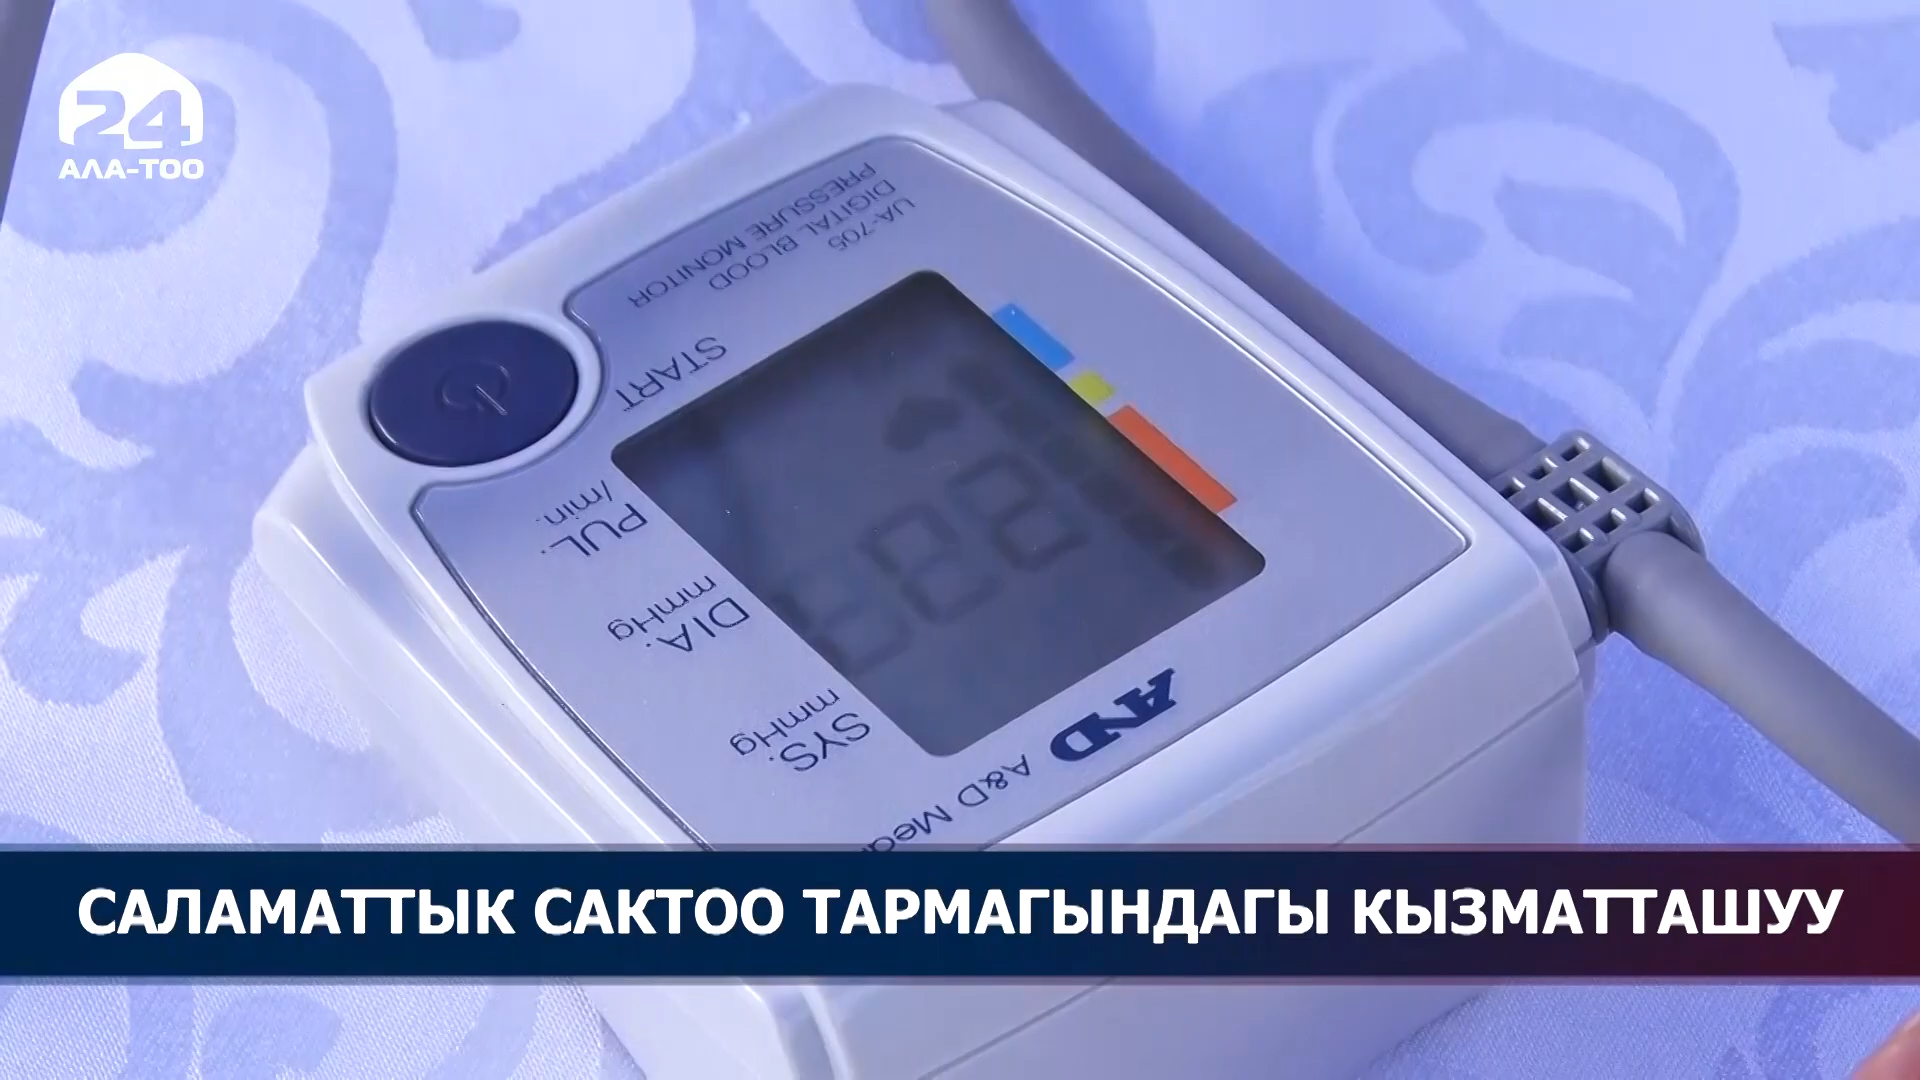 24
АЛА-ТОО
UA-705
DIGITAL BLOOD
PRESSURE MONITOR
START
PUL.
/min.
DIA.
mmHg
SYS.
mmHg
AND A&D
САЛАМАТТЫК САКТОО ТАРМАГЫНДАГЫ КЫЗМАТТАШУУ